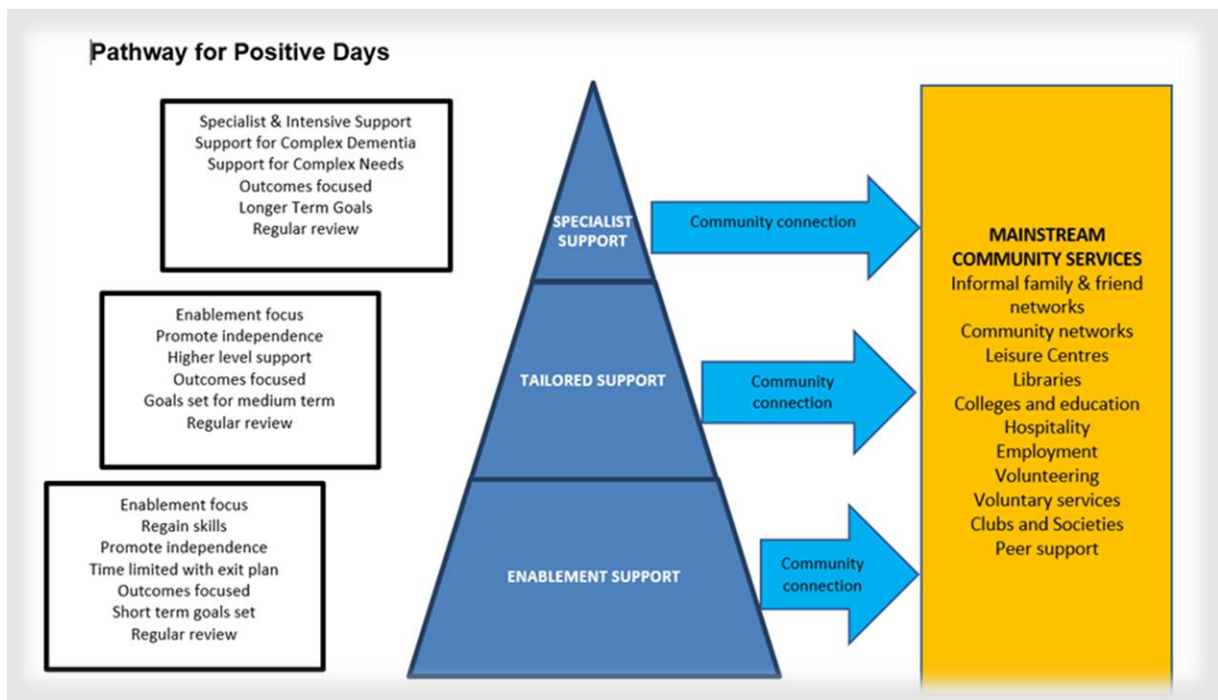 Pathway for Positive Days
Specialist & Intensive Support
Support for Complex Dementia
Support for Complex Needs
Outcomes focused
Longer Term Goals
Regular review
Enablement focus
Promote independence
Higher level support
Outcomes focused
Goals set for medium term
Regular review
Enablement focus
Regain skills
Promote independence
Time limited with exit plan
Outcomes focused
Short term goals set
Regular review
SPECIALIST
SUPPORT
TAILORED SUPPORT
ENABLEMENT SUPPORT
Community connection
Community
connection
Community
connection
MAINSTREAM
COMMUNITY SERVICES
Informal family & friend
networks
Community networks
Leisure Centres
Libraries
Colleges and education
Hospitality
Employment
Volunteering
Voluntary services
Clubs and Societies
Peer support